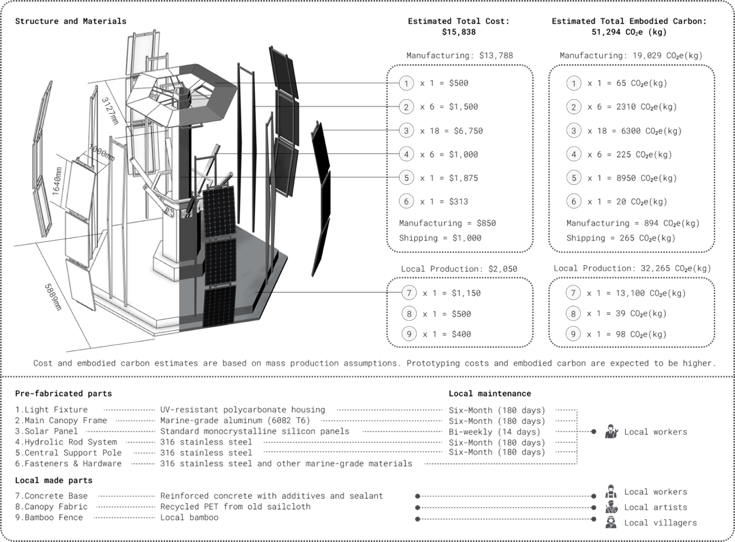 Structure and Materials
Estimated Total Cost:
$15,838
Estimated Total Embodied Carbon:
51,294 CO₂e (kg)
Manufacturing: $13,788
Manufacturing: 19,029 CO₂e(kg)
1 x 1 = $500
2 x 6 = $1,500
3 x 18 = $6,750
4 x 6 = $1,000
5 x 1 = $1,875
6 x 1 = $313
Manufacturing = $850
Shipping = $1,000
1 x 1 = 65 CO₂e(kg)
2 x 6 = 2310 CO₂e(kg)
3 x 18 = 6300 CO₂e(kg)
4 x 6 = 225 CO₂e(kg)
5 x 1 = 8950 CO₂e(kg)
6 x 1 = 20 CO₂e(kg)
Manufacturing = 894 CO₂e(kg)
Shipping = 265 CO₂e(kg)
Local Production: $2,050
Local Production: 32,265 CO₂e(kg)
7 x 1 = $1,150
8 x 1 = $500
9 x 1 = $400
7 x 1 = 13,100 CO₂e(kg)
8 x 1 = 39 CO₂e(kg)
9 x 1 = 98 CO₂e(kg)
3127mm
1000mm
1640mm
5889mm
Cost and embodied carbon estimates are based on mass production assumptions. Prototyping costs and embodied carbon are expected to be higher.
Pre-fabricated parts
Local maintenance
1.Light Fixture UV-resistant polycarbonate housing Six-Month (180 days)
2.Main Canopy Frame Marine-grade aluminum (6082 T6) Six-Month (180 days)
3.Solar Panel Standard monocrystalline silicon panels Bi-weekly (14 days)
4.Hydrolic Rod System 316 stainless steel Six-Month (180 days)
5.Central Support Pole 316 stainless steel Six-Month (180 days)
6.Fasteners & Hardware 316 stainless steel and other marine-grade materials
Local workers
Local made parts
7.Concrete Base Reinforced concrete with additives and sealant Local workers
8.Canopy Fabric Recycled PET from old sailcloth Local artists
9.Bamboo Fence Local bamboo Local villagers